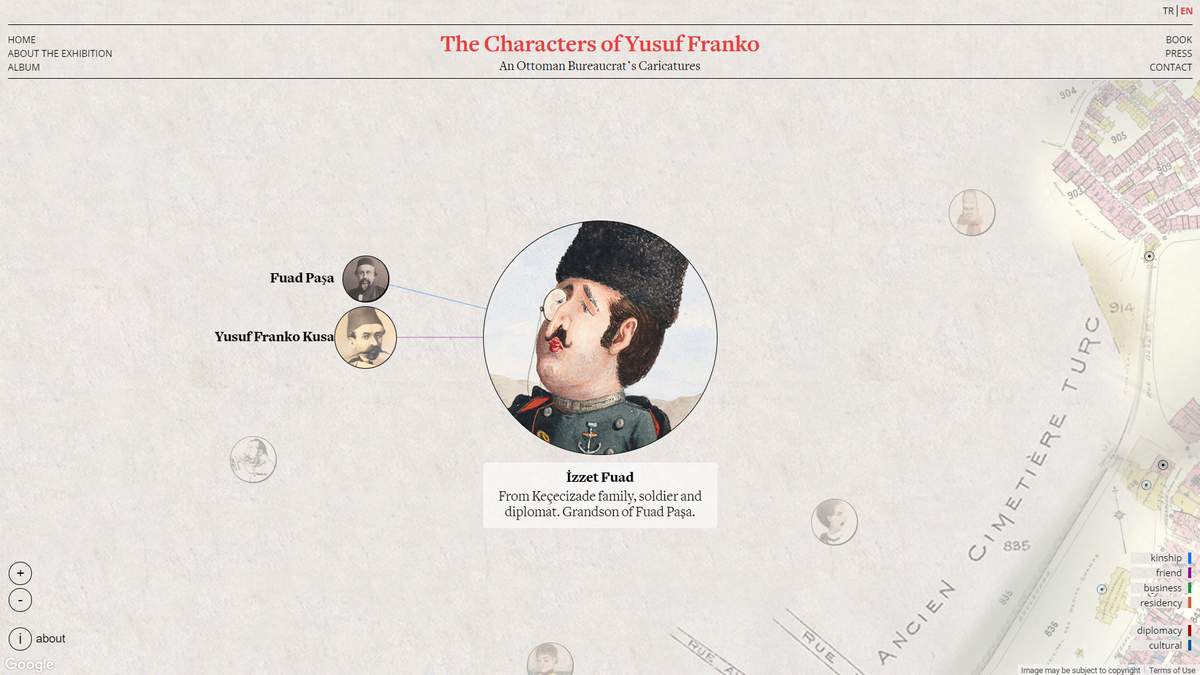 TR | EN
HOME
ABOUT THE EXHIBITION
ALBUM
The Characters of Yusuf Franko
An Ottoman Bureaucrat's Caricatures
BOOK
PRESS
CONTACT
904
905
909
903
Fuad Paşa
Yusuf Franko Kusa
914
ANCIEN CIMETIÈRE TURC
İzzet Fuad
From Keçecizade family, soldier and
diplomat. Grandson of Fuad Paşa.
835
kinship
friend
business
residency
diplomacy
cultural
836
RUE
RUE
+
-
i about
Google
Image may be subject to copyright
Terms of Use